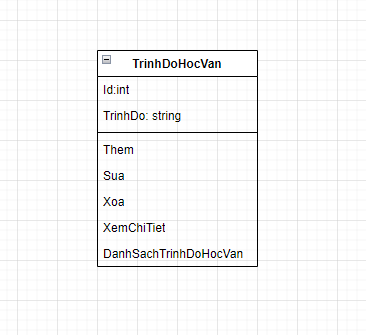 TrinhDoHocVan
Id:int
TrinhDo: string
Them
Sua
Xoa
XemChiTiet
DanhSachTrinhDoHocVan